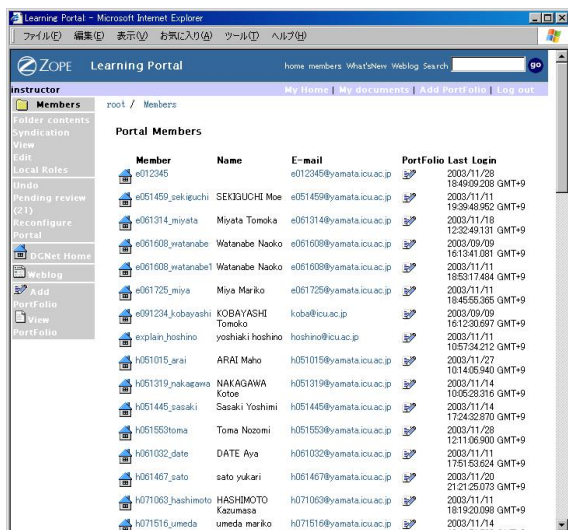 Learning Portal - Microsoft Internet Explorer
ファイル(F) 編集(E) 表示(V) お気に入り(A) ツール(T) ヘルプ(H)
ZOPE Learning Portal home members What'sNew Weblog Search go
instructor My Home | My documents | Add PortFolio | Log out
Members root / Members
Folder contents
Syndication
View
Edit
Local Roles
Undo
Pending review
(21)
Reconfigure
Portal
DGNet Home
Weblog
Add
PortFolio
View
PortFolio
Portal Members
Member Name E-mail PortFolio Last Login
e012345 e012345@yamata.icu.ac.jp 2003/11/28
18:49:09.208 GMT+9
e051459_sekiguchi SEKIGUCHI Moe e051459@yamata.icu.ac.jp 2003/11/11
19:39:48.952 GMT+9
e061314_miyata Miyata Tomoka e061314@yamata.icu.ac.jp 2003/11/18
12:32:49.131 GMT+9
e061608_watanabe Watanabe Naoko e061608@yamata.icu.ac.jp 2003/09/09
16:13:41.081 GMT+9
e061608_watanabe1 Watanabe Naoko e061608@yamata.icu.ac.jp 2003/11/11
18:53:17.484 GMT+9
e061725_miya Miya Mariko e061725@yamata.icu.ac.jp 2003/11/11
18:45:55.365 GMT+9
e091234_kobayashi KOBAYASHI Tomoko koba@icu.ac.jp 2003/09/09
16:12:30.697 GMT+9
explain_hoshino yoshiaki hoshino hoshino@icu.ac.jp 2003/11/11
10:57:34.212 GMT+9
h051015_arai ARAI Maho h051015@yamata.icu.ac.jp 2003/11/27
10:14:05.940 GMT+9
h051319_nakagawa NAKAGAWA Kotoe h051319@yamata.icu.ac.jp 2003/11/14
10:05:28.316 GMT+9
h051445_sasaki Sasaki Yoshimi h051445@yamata.icu.ac.jp 2003/11/14
17:24:32.870 GMT+9
h051553toma Toma Nozomi h051553@yamata.icu.ac.jp 2003/11/28
12:11:06.900 GMT+9
h061032_date DATE Aya h061032@yamata.icu.ac.jp 2003/11/11
17:51:53.624 GMT+9
h061467_sato sato yukari h061467@yamata.icu.ac.jp 2003/11/20
21:21:25.073 GMT+9
h071063_hashimoto HASHIMOTO Kazumasa h071063@yamata.icu.ac.jp 2003/11/11
18:19:20.098 GMT+9
h071516_umeda umeda mariko h071516@yamata.icu.ac.jp 2003/11/14